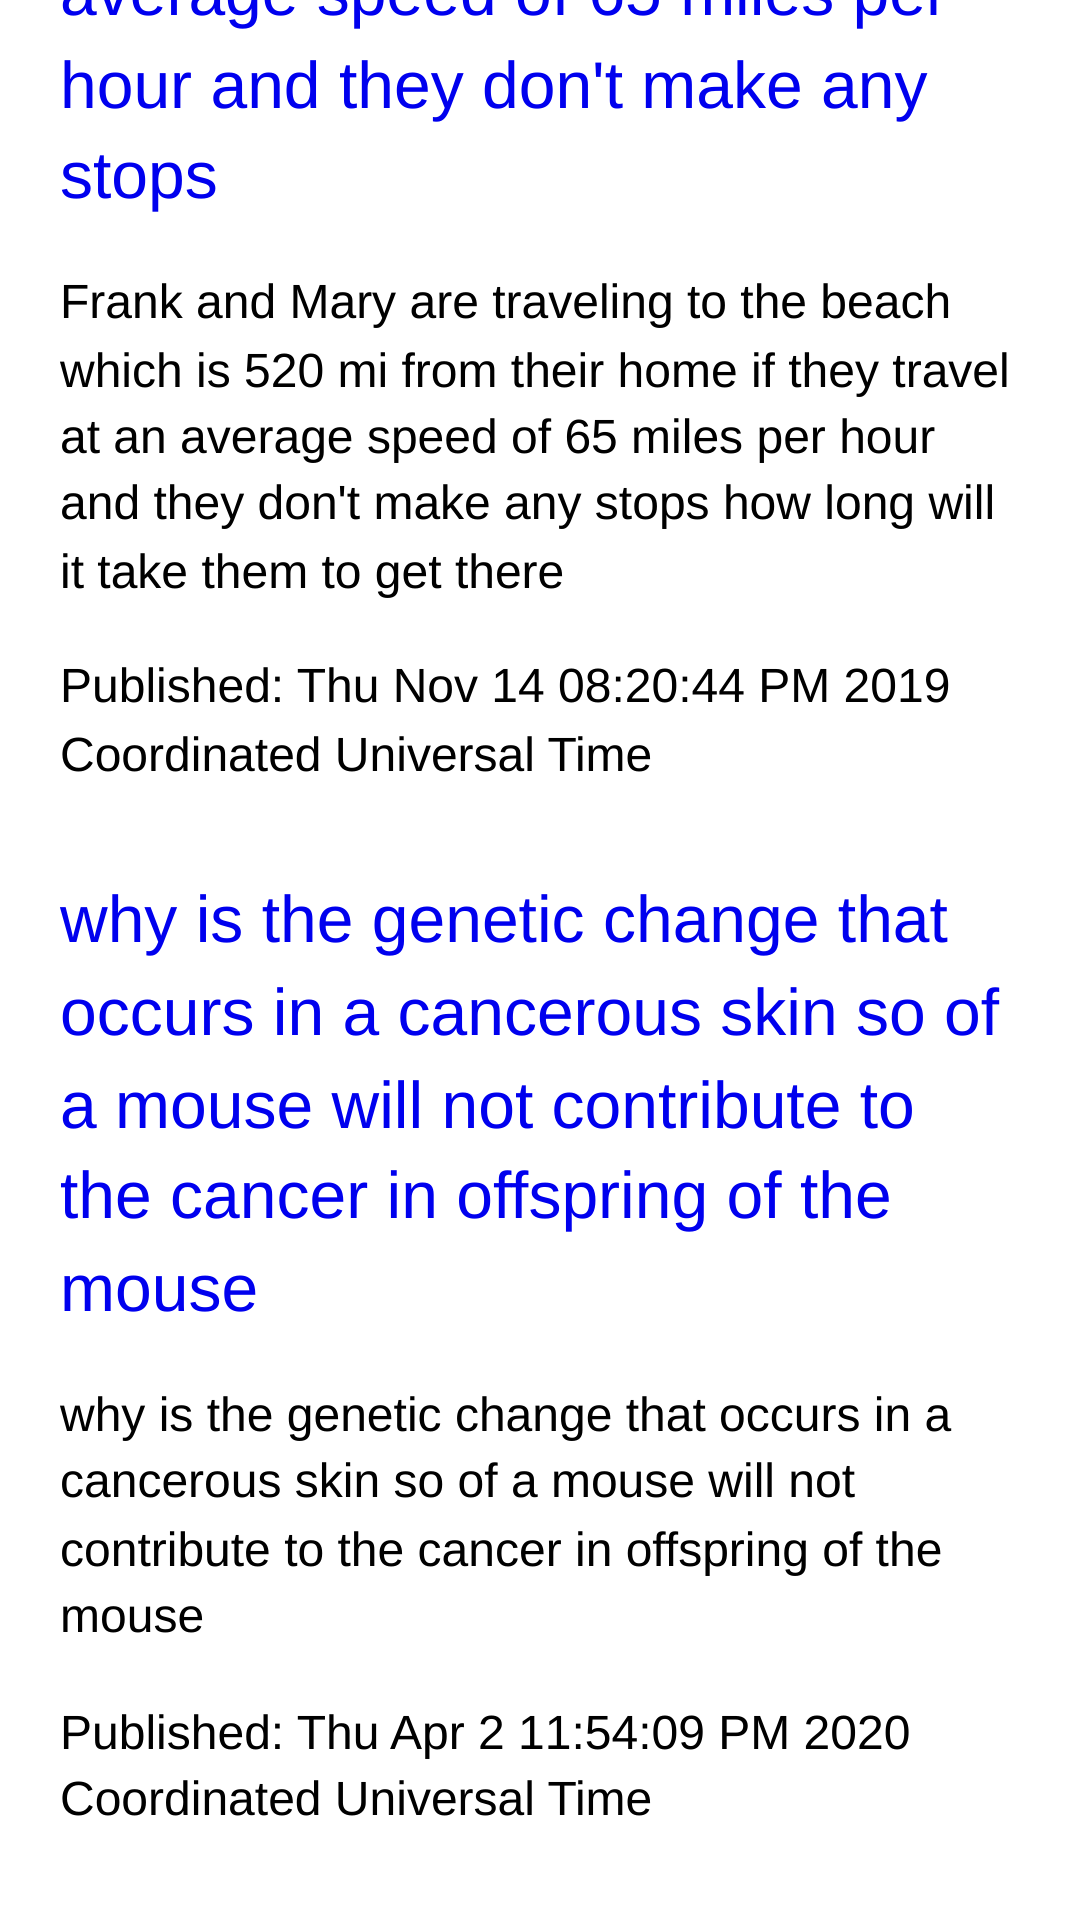 average speed of 65 miles per
hour and they don't make any
stops
Frank and Mary are traveling to the beach
which is 520 mi from their home if they travel
at an average speed of 65 miles per hour
and they don't make any stops how long will
it take them to get there
Published: Thu Nov 14 08:20:44 PM 2019
Coordinated Universal Time
why is the genetic change that
occurs in a cancerous skin so of
a mouse will not contribute to
the cancer in offspring of the
mouse
why is the genetic change that occurs in a
cancerous skin so of a mouse will not
contribute to the cancer in offspring of the
mouse
Published: Thu Apr 2 11:54:09 PM 2020
Coordinated Universal Time